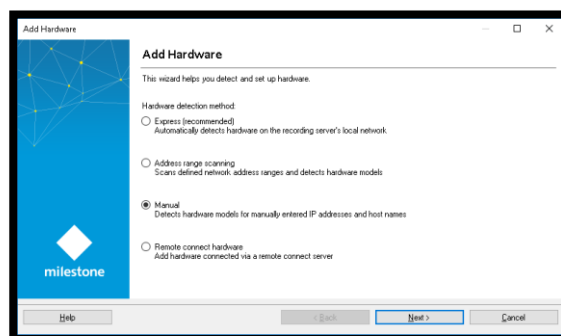 Add Hardware
Add Hardware
This wizard helps you detect and set up hardware.
Hardware detection method:
Express (recommended)
Automatically detects hardware on the recording server's local network
Address range scanning
Scans defined network address ranges and detects hardware models
Manual
Detects hardware models for manually entered IP addresses and host names
Remote connect hardware
Add hardware connected via a remote connect server
milestone
Help
< Back
Next >
Cancel